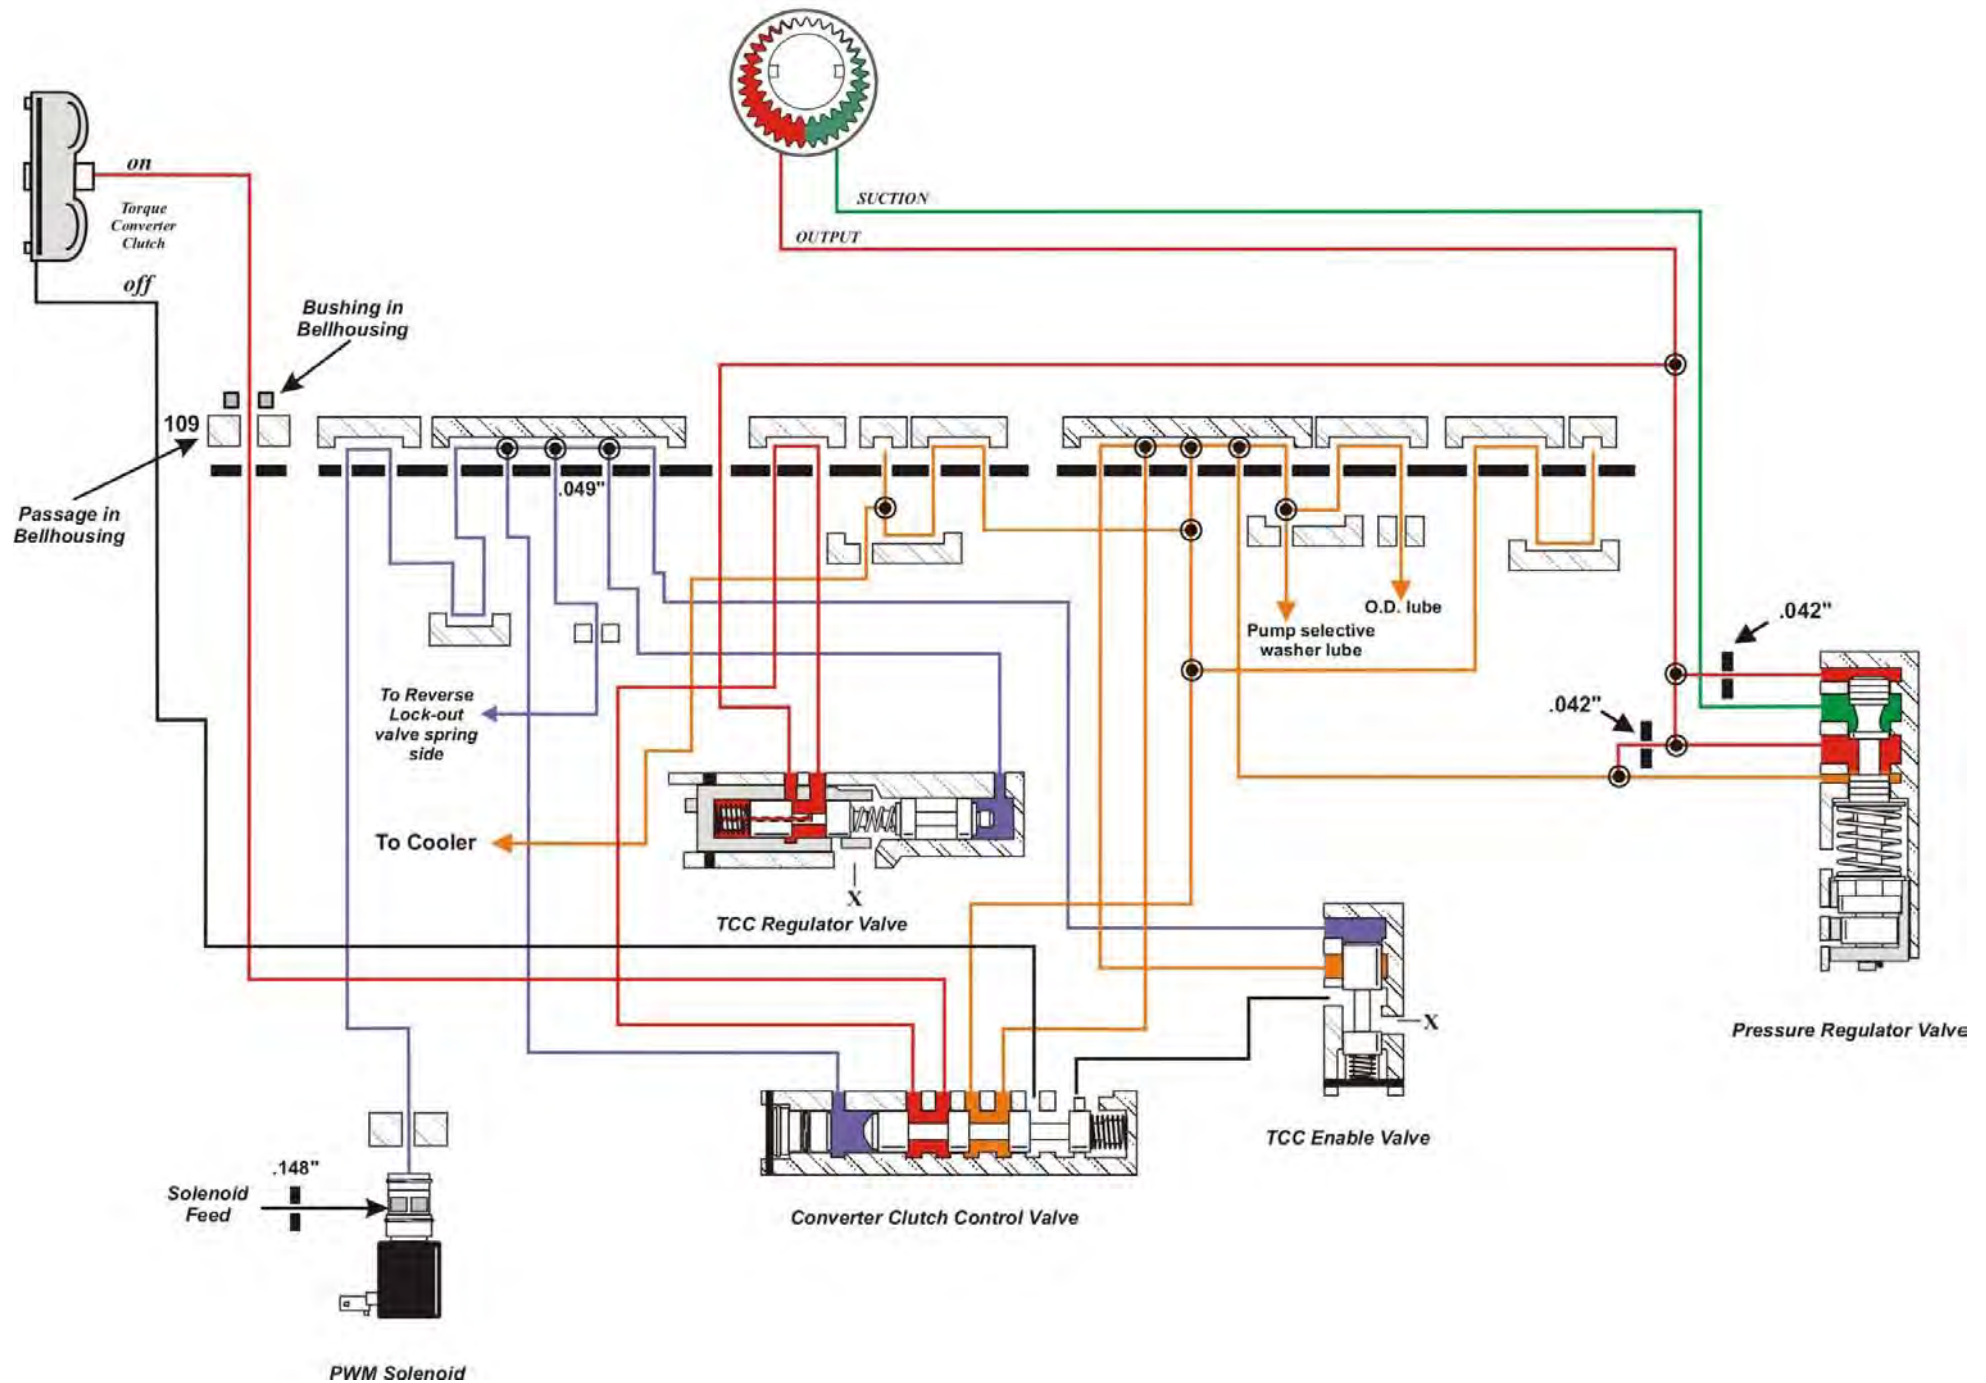 SUCTION
OUTPUT
on
Torque
Converter
Clutch
off
Bushing in
Bellhousing
109
Passage in
Bellhousing
.049"
O.D. lube
Pump selective
washer lube
.042"
.042"
To Reverse
Lock-out
valve spring
side
To Cooler
X
TCC Regulator Valve
X
Pressure Regulator Valve
TCC Enable Valve
.148"
Solenoid
Feed
Converter Clutch Control Valve
PWM Solenoid